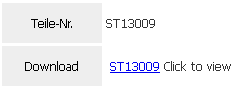 Teile-Nr. ST13009
Download ST13009 Click to view